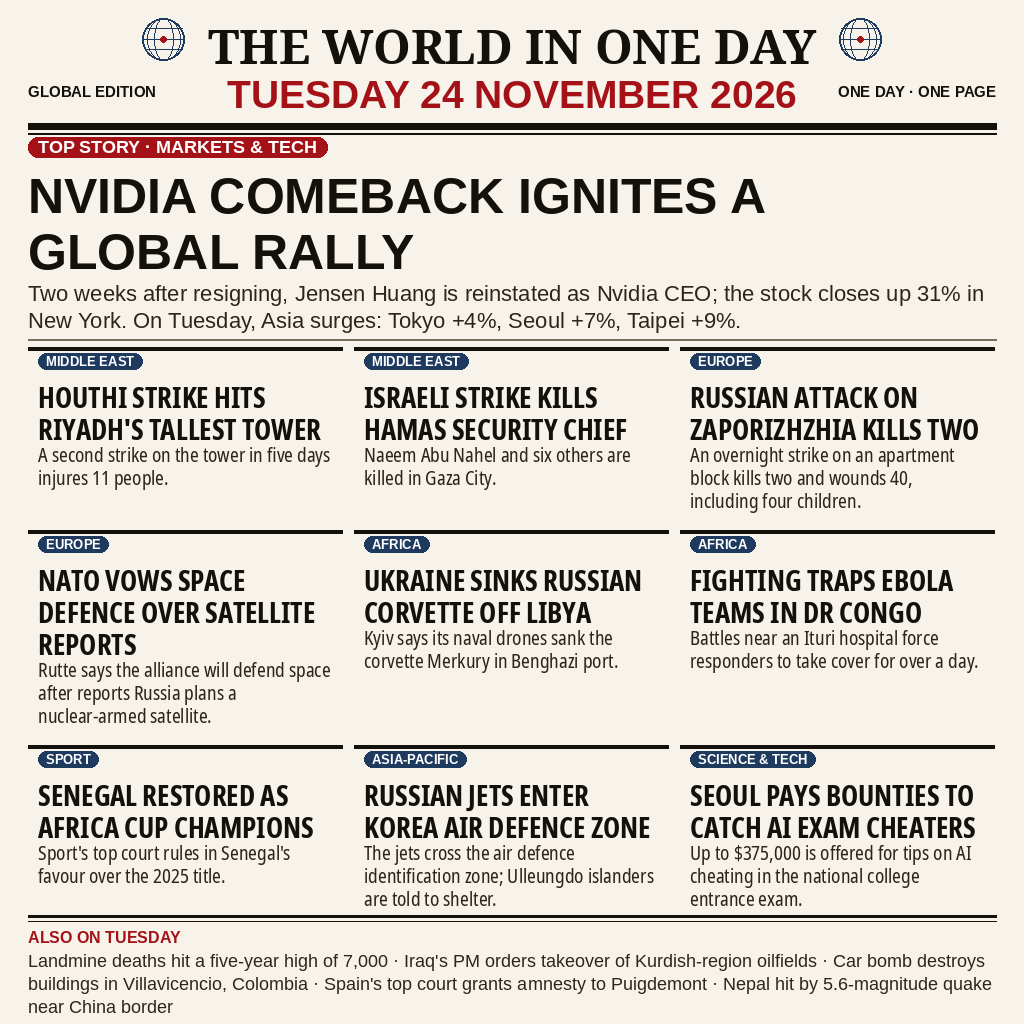 THE WORLD IN ONE DAY
GLOBAL EDITION
TUESDAY 24 NOVEMBER 2026
ONE DAY · ONE PAGE
TOP STORY · MARKETS & TECH
NVIDIA COMEBACK IGNITES A
GLOBAL RALLY
Two weeks after resigning, Jensen Huang is reinstated as Nvidia CEO; the stock closes up 31% in
New York. On Tuesday, Asia surges: Tokyo +4%, Seoul +7%, Taipei +9%.
MIDDLE EAST
HOUTHI STRIKE HITS
RIYADH'S TALLEST TOWER
A second strike on the tower in five days
injures 11 people.
MIDDLE EAST
ISRAELI STRIKE KILLS
HAMAS SECURITY CHIEF
Naeem Abu Nahel and six others are
killed in Gaza City.
EUROPE
RUSSIAN ATTACK ON
ZAPORIZHZHIA KILLS TWO
An overnight strike on an apartment
block kills two and wounds 40,
including four children.
EUROPE
NATO VOWS SPACE
DEFENCE OVER SATELLITE
REPORTS
Rutte says the alliance will defend space
after reports Russia plans a
nuclear-armed satellite.
AFRICA
UKRAINE SINKS RUSSIAN
CORVETTE OFF LIBYA
Kyiv says its naval drones sank the
corvette Merkury in Benghazi port.
AFRICA
FIGHTING TRAPS EBOLA
TEAMS IN DR CONGO
Battles near an Ituri hospital force
responders to take cover for over a day.
SPORT
SENEGAL RESTORED AS
AFRICA CUP CHAMPIONS
Sport's top court rules in Senegal's
favour over the 2025 title.
ASIA-PACIFIC
RUSSIAN JETS ENTER
KOREA AIR DEFENCE ZONE
The jets cross the air defence
identification zone; Ulleungdo islanders
are told to shelter.
SCIENCE & TECH
SEOUL PAYS BOUNTIES TO
CATCH AI EXAM CHEATERS
Up to $375,000 is offered for tips on AI
cheating in the national college
entrance exam.
ALSO ON TUESDAY
Landmine deaths hit a five-year high of 7,000 · Iraq's PM orders takeover of Kurdish-region oilfields · Car bomb destroys
buildings in Villavicencio, Colombia · Spain's top court grants amnesty to Puigdemont · Nepal hit by 5.6-magnitude quake
near China border